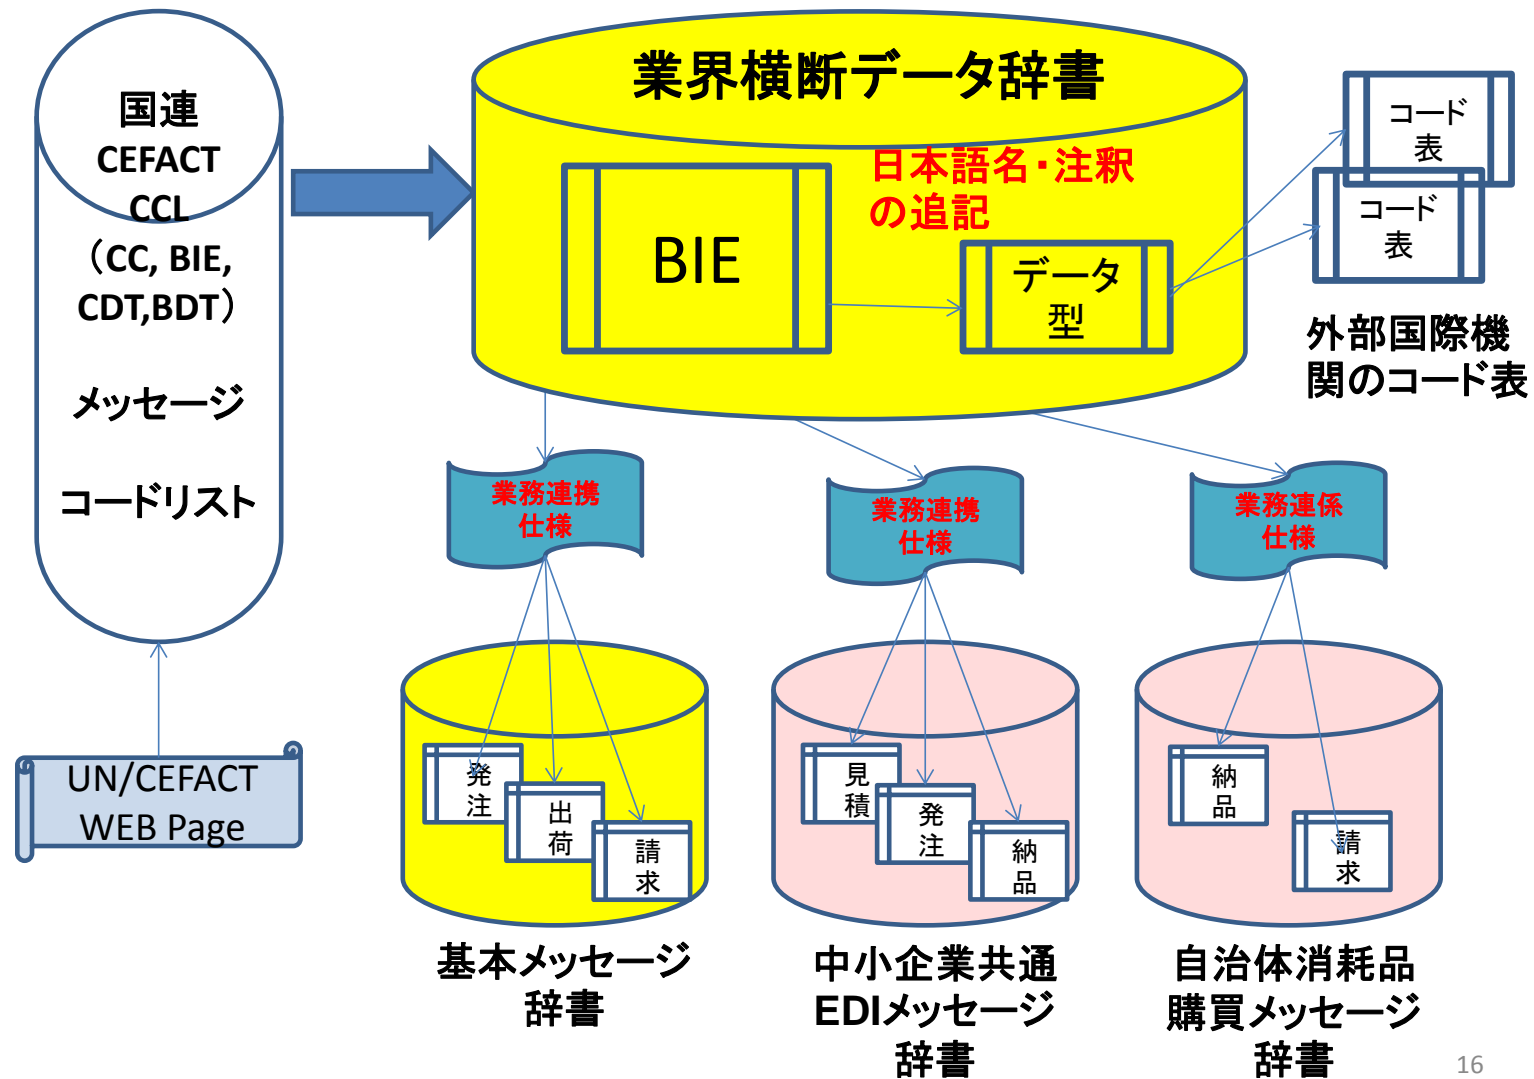 国連
CEFACT
CCL
（CC, BIE,
CDT,BDT）
メッセージ
コードリスト
UN/CEFACT
WEB Page
業界横断データ辞書
日本語名・注釈
の追記
BIE
データ
型
コード
表
コード
表
外部国際機
関のコード表
業務連携
仕様
業務連携
仕様
業務連係
仕様
発
注
出
荷
請
求
見
積
発
注
納
品
納
品
請
求
基本メッセージ
辞書
中小企業共通
EDIメッセージ
辞書
自治体消耗品
購買メッセージ
辞書
16